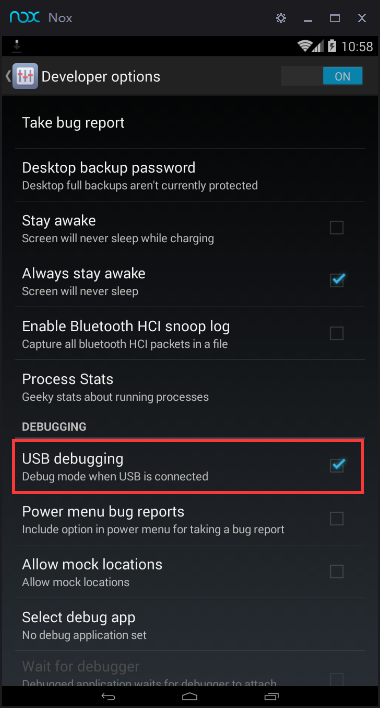 nox Nox
10:58
Developer options
ON
Take bug report
Desktop backup password
Desktop full backups aren't currently protected
Stay awake
Screen will never sleep while charging
Always stay awake
Screen will never sleep
Enable Bluetooth HCI snoop log
Capture all bluetooth HCI packets in a file
Process Stats
Geeky stats about running processes
DEBUGGING
USB debugging
Debug mode when USB is connected
Power menu bug reports
Include option in power menu for taking a bug report
Allow mock locations
Allow mock locations
Select debug app
No debug application set
Wait for debugger
Debugged application waits for debugger to attach